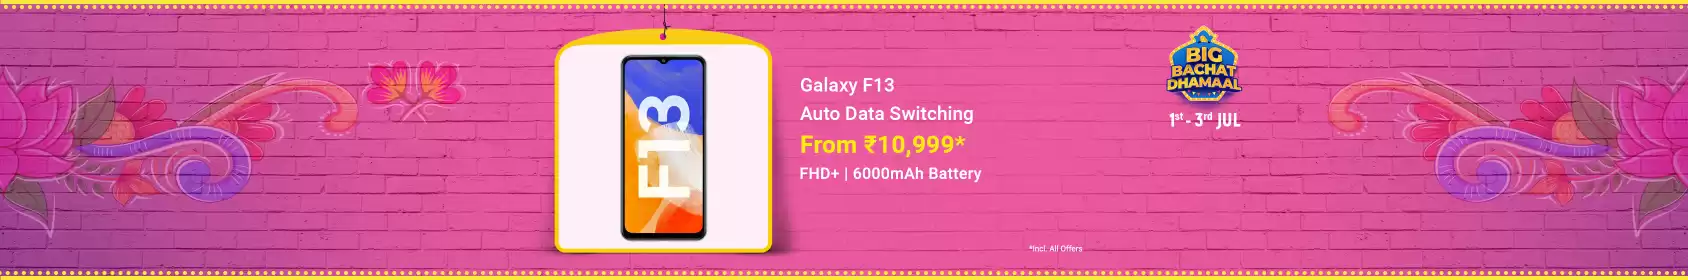 F13
Galaxy F13
Auto Data Switching
From ₹10,999*
FHD+ | 6000mAh Battery
*Incl. All Offers
BIG
BACHAT
DHAMAAL
1st - 3rd JUL